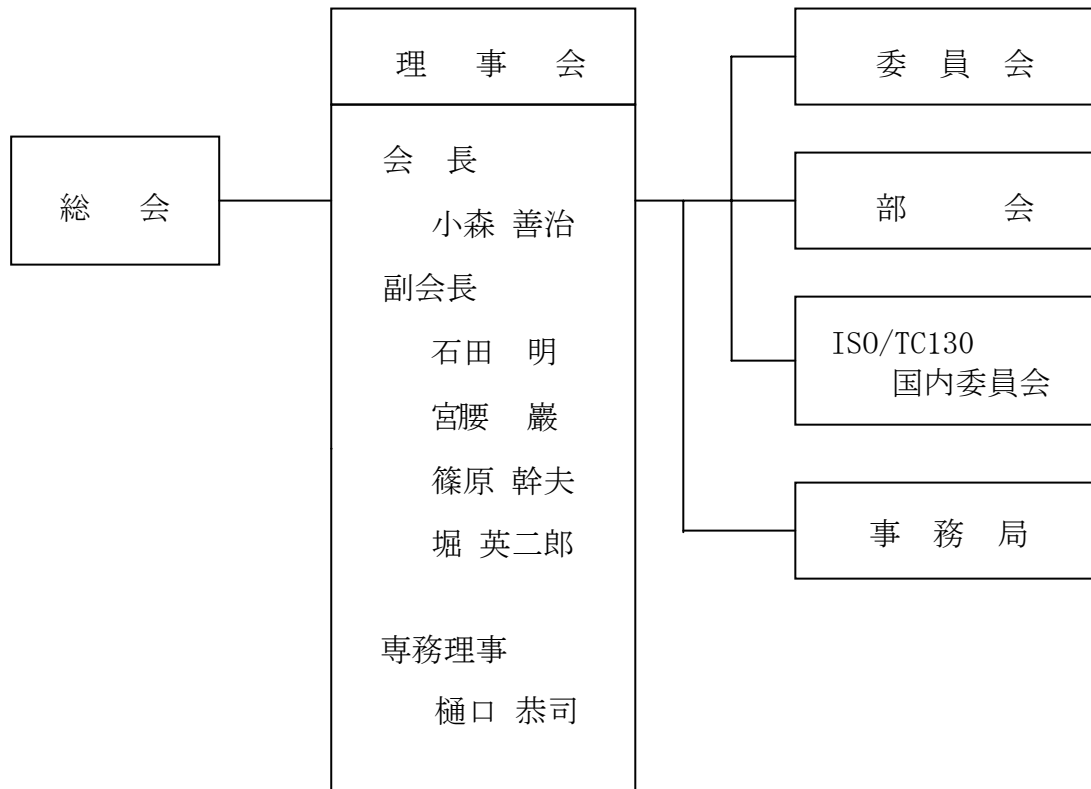 総　会
理　事　会
会　長
小森 善治
副会長
石田　明
宮腰　巖
篠原 幹夫
堀 英二郎
専務理事
樋口 恭司
委　員　会
部　　会
ISO/TC130
国内委員会
事　務　局